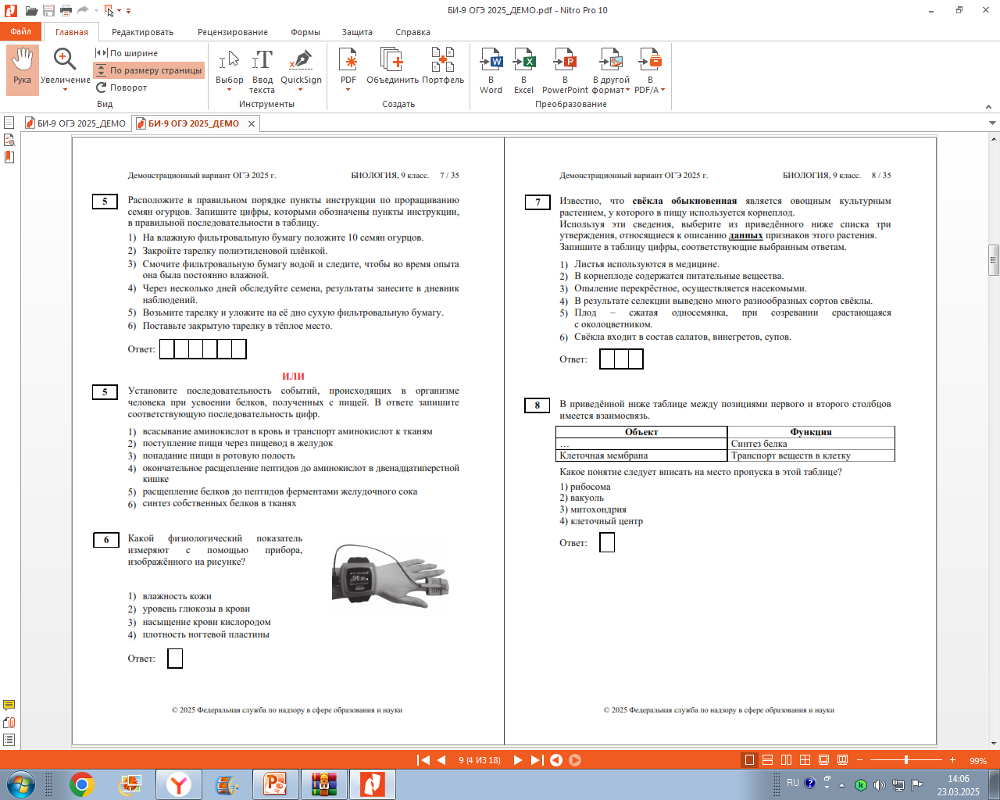 БИ-9 ОГЭ 2025_ДЕМО.pdf - Nitro Pro 10
Файл Главная Редактировать Рецензирование Формы Защита Справка
Рука
Увеличение
По ширине
По размеру страницы
Поворот
Вид
Выбор
Ввод текста
QuickSign
Инструменты
PDF
Объединить
Портфель
Создать
В Word
В Excel
В PowerPoint
В другой формат
В PDF/A
Преобразование
БИ-9 ОГЭ 2025_ДЕМО
БИ-9 ОГЭ 2025_ДЕМО
Демонстрационный вариант ОГЭ 2025 г. БИОЛОГИЯ, 9 класс. 7 / 35
5
Расположите в правильном порядке пункты инструкции по проращиванию
семян огурцов. Запишите цифры, которыми обозначены пункты инструкции,
в правильной последовательности в таблицу.
1) На влажную фильтровальную бумагу положите 10 семян огурцов.
2) Закройте тарелку полиэтиленовой плёнкой.
3) Смочите фильтровальную бумагу водой и следите, чтобы во время опыта
она была постоянно влажной.
4) Через несколько дней обследуйте семена, результаты занесите в дневник
наблюдений.
5) Возьмите тарелку и уложите на её дно сухую фильтровальную бумагу.
6) Поставьте закрытую тарелку в тёплое место.
Ответ:
ИЛИ
5
Установите последовательность событий, происходящих в организме
человека при усвоении белков, полученных с пищей. В ответе запишите
соответствующую последовательность цифр.
1) всасывание аминокислот в кровь и транспорт аминокислот к тканям
2) поступление пищи через пищевод в желудок
3) попадание пищи в ротовую полость
4) окончательное расщепление пептидов до аминокислот в двенадцатиперстной
кишке
5) расщепление белков до пептидов ферментами желудочного сока
6) синтез собственных белков в тканях
6
Какой физиологический показатель
измеряют с помощью прибора,
изображённого на рисунке?
96
1) влажность кожи
2) уровень глюкозы в крови
3) насыщение крови кислородом
4) плотность ногтевой пластины
Ответ:
© 2025 Федеральная служба по надзору в сфере образования и науки
Демонстрационный вариант ОГЭ 2025 г. БИОЛОГИЯ, 9 класс. 8 / 35
7
Известно, что свёкла обыкновенная является овощным культурным
растением, у которого в пищу используется корнеплод.
Используя эти сведения, выберите из приведённого ниже списка три
утверждения, относящиеся к описанию данных признаков этого растения.
Запишите в таблицу цифры, соответствующие выбранным ответам.
1) Листья используются в медицине.
2) В корнеплоде содержатся питательные вещества.
3) Опыление перекрёстное, осуществляется насекомыми.
4) В результате селекции выведено много разнообразных сортов свёклы.
5) Плод – сжатая односемянка, при созревании срастающаяся
с околоцветником.
6) Свёкла входит в состав салатов, винегретов, супов.
Ответ:
8
В приведённой ниже таблице между позициями первого и второго столбцов
имеется взаимосвязь.
Объект Функция
… Синтез белка
Клеточная мембрана Транспорт веществ в клетку
Какое понятие следует вписать на место пропуска в этой таблице?
1) рибосома
2) вакуоль
3) митохондрия
4) клеточный центр
Ответ:
© 2025 Федеральная служба по надзору в сфере образования и науки
9 (4 ИЗ 18)
99%
RU
14:06
23.03.2025